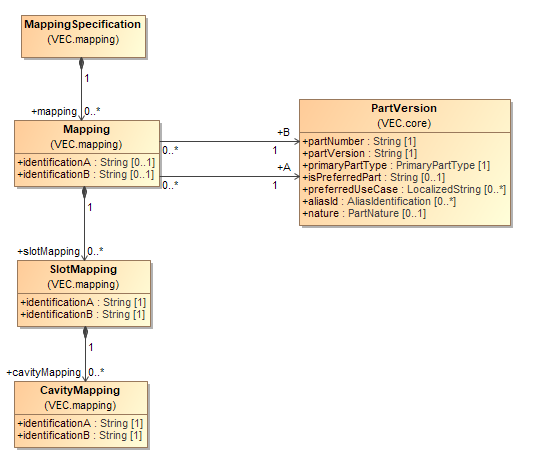 MappingSpecification
(VEC.mapping)
1
+mapping 0..*
Mapping
(VEC.mapping)
+identificationA : String [0..1]
+identificationB : String [0..1]
+B
0..* 1
+A
0..* 1
PartVersion
(VEC.core)
+partNumber : String [1]
+partVersion : String [1]
+primaryPartType : PrimaryPartType [1]
+isPreferredPart : String [0..1]
+preferredUseCase : LocalizedString [0..*]
+aliasId : AliasIdentification [0..*]
+nature : PartNature [0..1]
1
+slotMapping 0..*
SlotMapping
(VEC.mapping)
+identificationA : String [1]
+identificationB : String [1]
1
+cavityMapping 0..*
CavityMapping
(VEC.mapping)
+identificationA : String [1]
+identificationB : String [1]